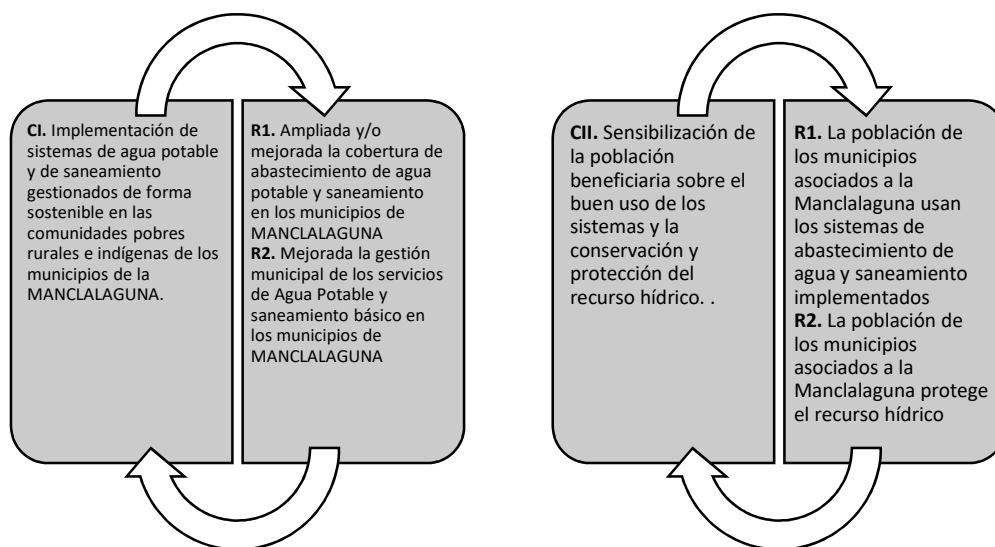 CI. Implementación de
sistemas de agua potable
y de saneamiento
gestionados de forma
sostenible en las
comunidades pobres
rurales e indígenas de los
municipios de la
MANCLALAGUNA.
R1. Ampliada y/o
mejorada la cobertura de
abastecimiento de agua
potable y saneamiento
en los municipios de
MANCLALAGUNA
R2. Mejorada la gestión
municipal de los servicios
de Agua Potable y
saneamiento básico en
los municipios de
MANCLALAGUNA
CII. Sensibilización de
la población
beneficiaria sobre el
buen uso de los
sistemas y la
conservación y
protección del
recurso hídrico. .
R1. La población de
los municipios
asociados a la
Manclalaguna usan
los sistemas de
abastecimiento de
agua y saneamiento
implementados
R2. La población de
los municipios
asociados a la
Manclalaguna protege
el recurso hídrico